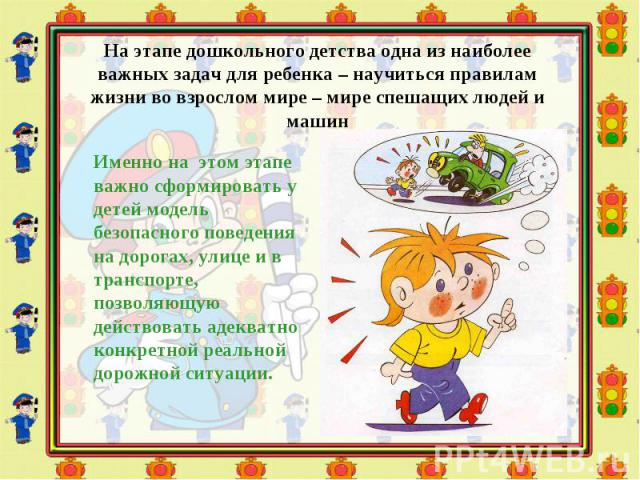 На этапе дошкольного детства одна из наиболее
важных задач для ребенка – научиться правилам
жизни во взрослом мире – мире спешащих людей и
машин
Именно на этом этапе
важно сформировать у
детей модель
безопасного поведения
на дорогах, улице и в
транспорте,
позволяющую
действовать адекватно
конкретной реальной
дорожной ситуации.
PPt4WEB.ru